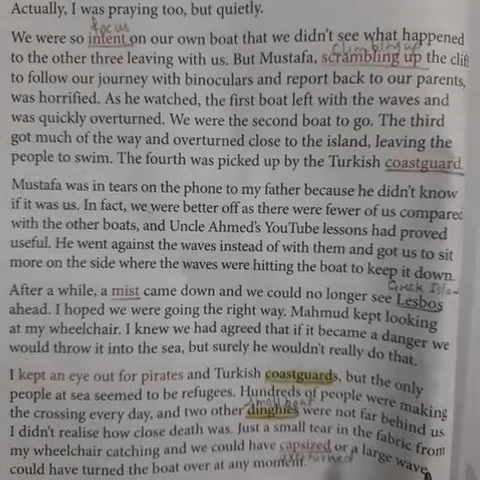 Actually, I was praying too, but quietly.
focus
We were so intent on our own boat that we didn't see what happened
climbing up
to the other three leaving with us. But Mustafa, scrambling up the cliff
to follow our journey with binoculars and report back to our parents,
was horrified. As he watched, the first boat left with the waves and
was quickly overturned. We were the second boat to go. The third
got much of the way and overturned close to the island, leaving the
people to swim. The fourth was picked up by the Turkish coastguard.
Mustafa was in tears on the phone to my father because he didn't know
if it was us. In fact, we were better off as there were fewer of us compared
with the other boats, and Uncle Ahmed's YouTube lessons had proved
useful. He went against the waves instead of with them and got us to sit
more on the side where the waves were hitting the boat to keep it down.
Greek
After a while, a mist came down and we could no longer see Lesbos
ahead. I hoped we were going the right way. Mahmud kept looking
at my wheelchair. I knew we had agreed that if it became a danger we
would throw it into the sea, but surely he wouldn't really do that.
I kept an eye out for pirates and Turkish coastguards, but the only
people at sea seemed to be refugees. Hundreds of people were making
small boat
the crossing every day, and two other dinghies were not far behind us.
I didn't realise how close death was. Just a small tear in the fabric from
my wheelchair catching and we could have capsized or a large wave
overturned
could have turned the boat over at any moment.